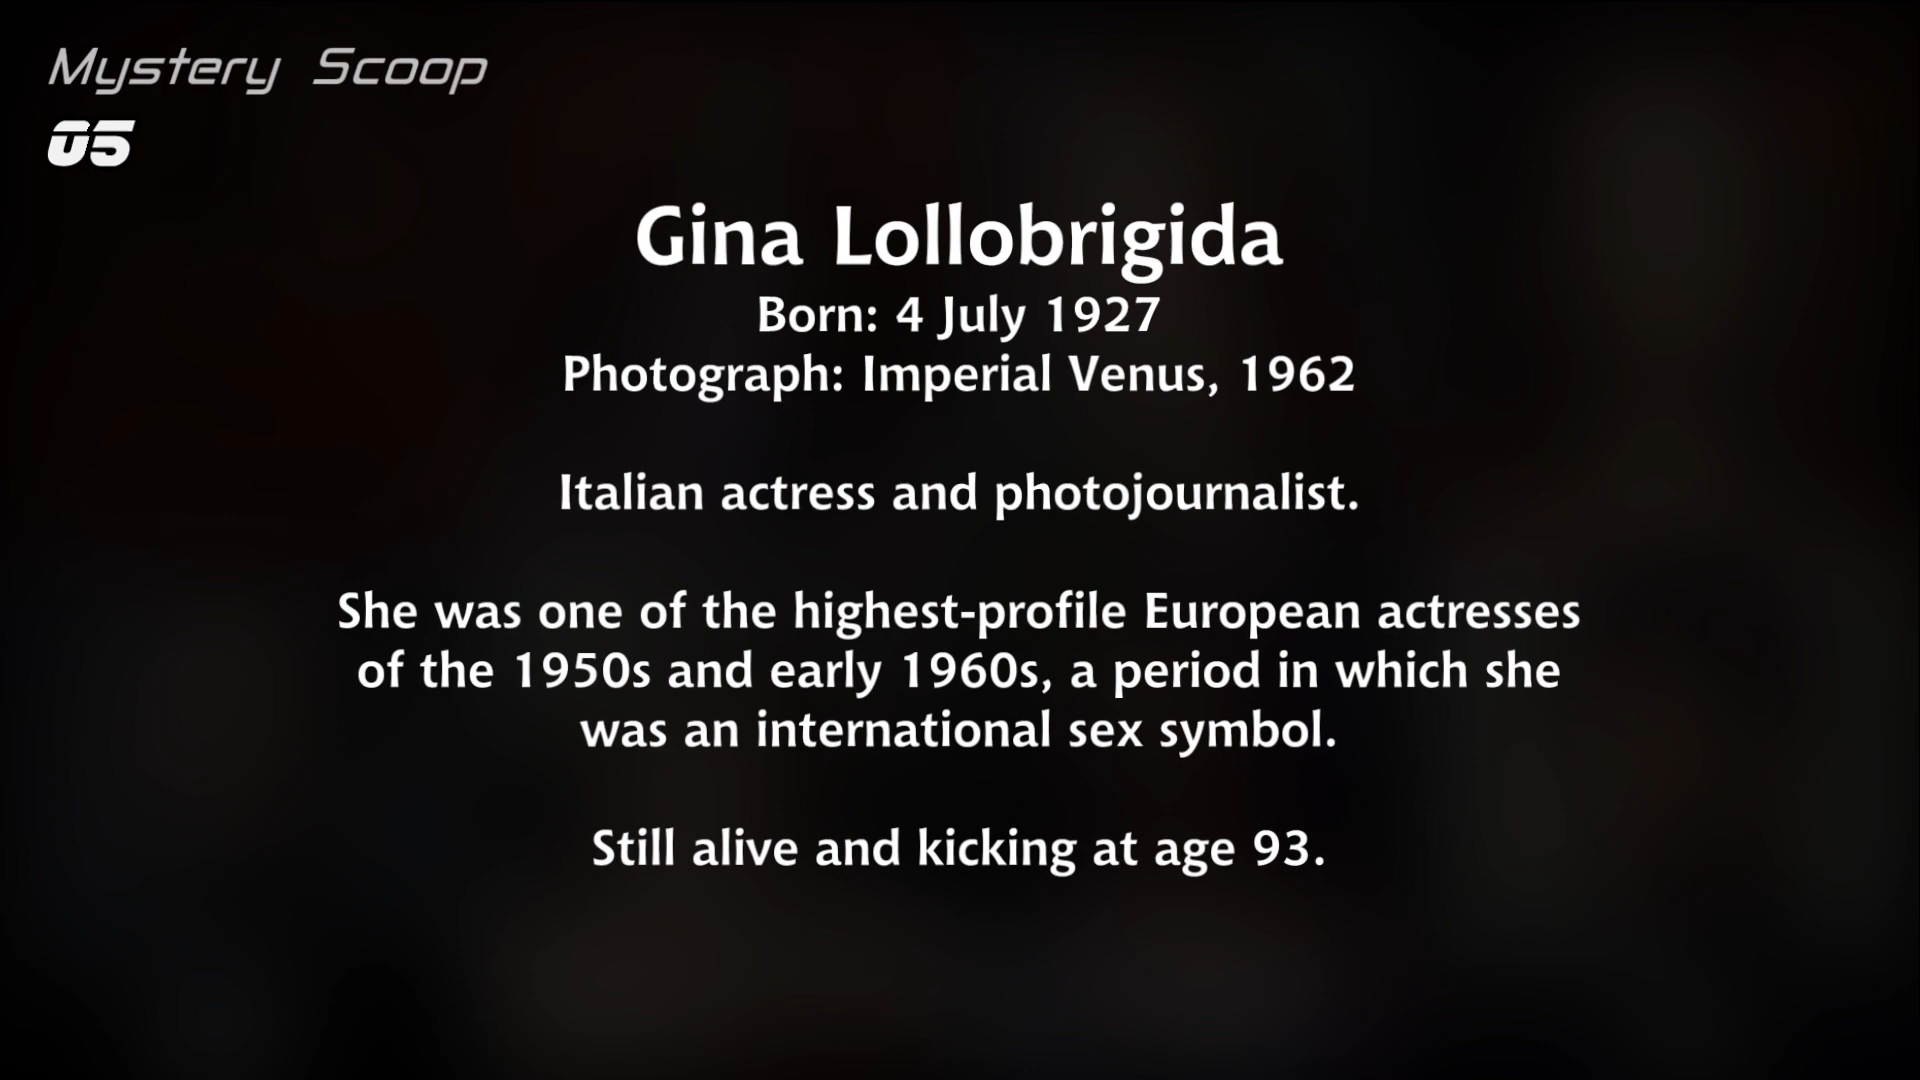 Mystery Scoop
05
Gina Lollobrigida
Born: 4 July 1927
Photograph: Imperial Venus, 1962
Italian actress and photojournalist.
She was one of the highest-profile European actresses
of the 1950s and early 1960s, a period in which she
was an international sex symbol.
Still alive and kicking at age 93.